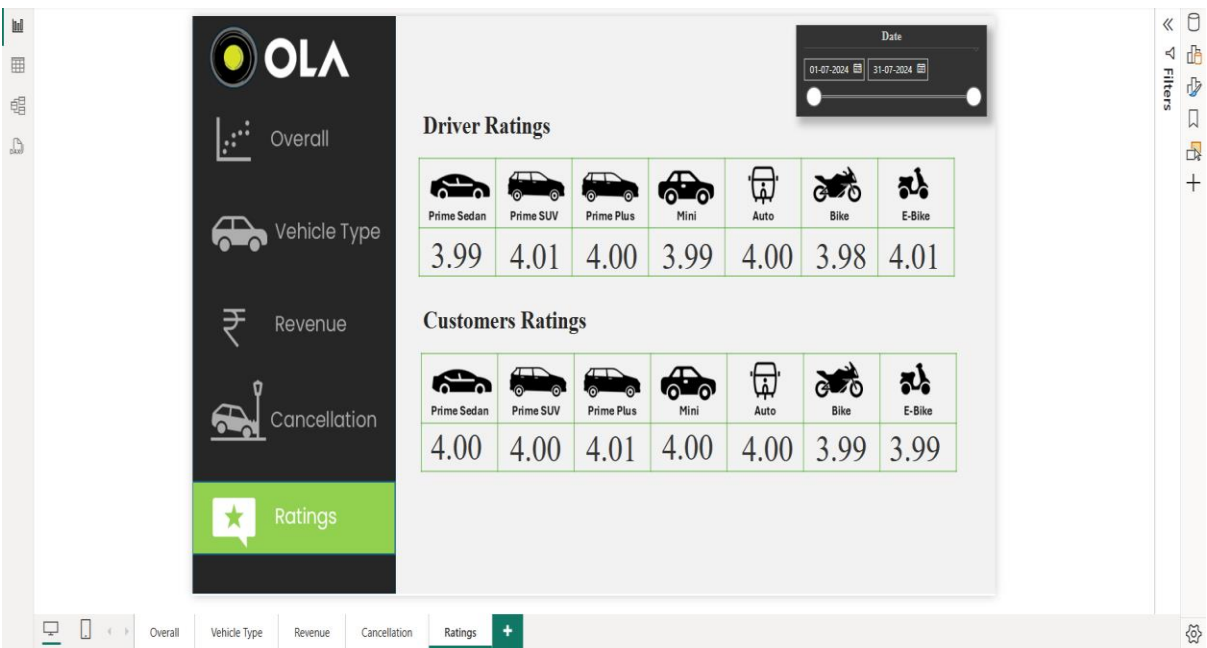 OLA
Overall
Vehicle Type
₹ Revenue
Cancellation
Ratings
Date
01-07-2024 31-07-2024
Filters
Driver Ratings
Prime Sedan Prime SUV Prime Plus Mini Auto Bike E-Bike
3.99 4.01 4.00 3.99 4.00 3.98 4.01
Customers Ratings
Prime Sedan Prime SUV Prime Plus Mini Auto Bike E-Bike
4.00 4.00 4.01 4.00 4.00 3.99 3.99
Overall Vehicle Type Revenue Cancellation Ratings +